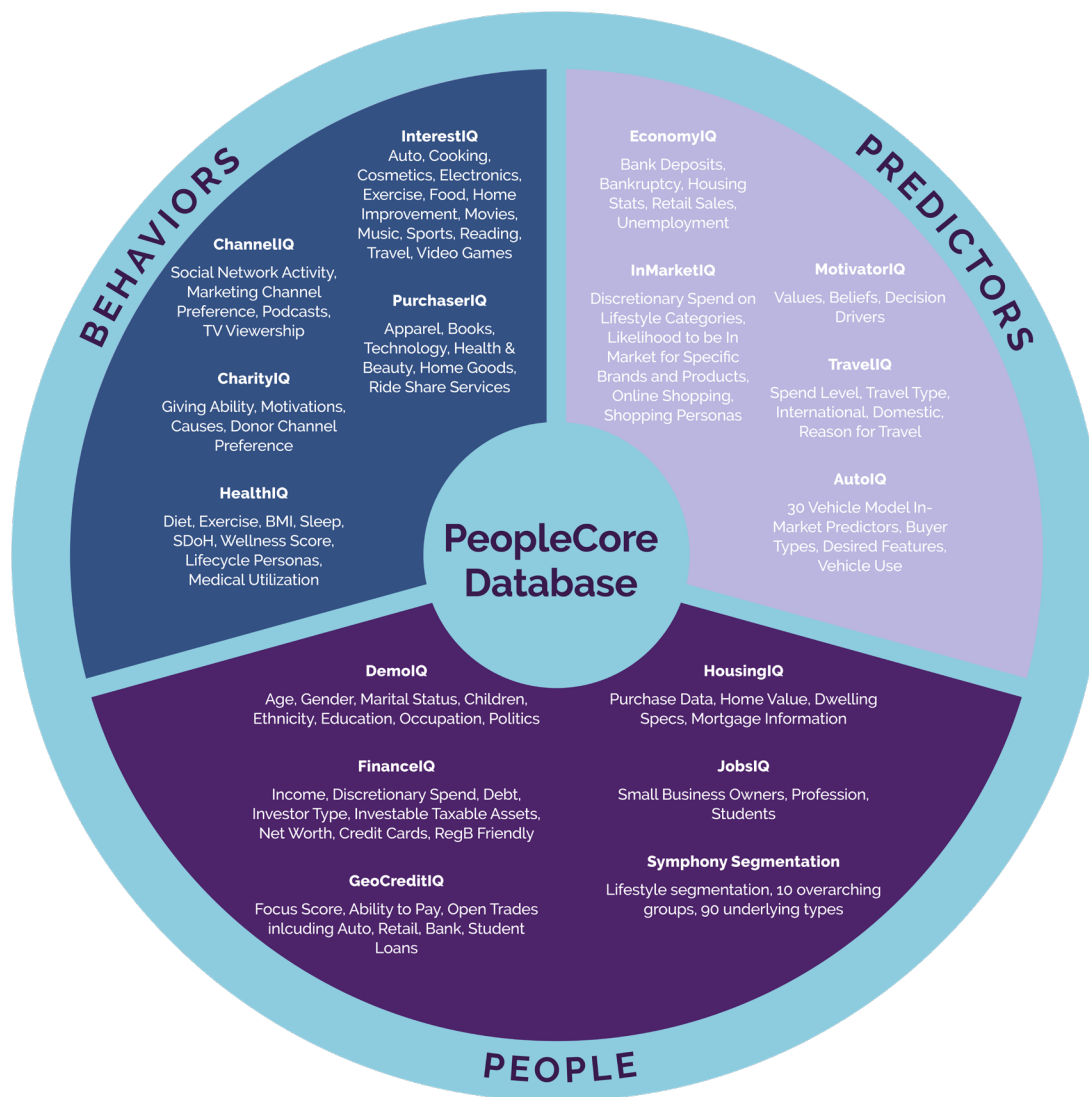 BEHAVIORS
InterestIQ
Auto, Cooking,
Cosmetics, Electronics,
Exercise, Food, Home
Improvement, Movies,
Music, Sports, Reading,
Travel, Video Games
ChannelIQ
Social Network Activity,
Marketing Channel
Preference, Podcasts,
TV Viewership
PurchaserIQ
Apparel, Books,
Technology, Health &
Beauty, Home Goods,
Ride Share Services
CharityIQ
Giving Ability, Motivations,
Causes, Donor Channel
Preference
HealthIQ
Diet, Exercise, BMI, Sleep,
SDoH, Wellness Score,
Lifecycle Personas,
Medical Utilization
PREDICTORS
EconomyIQ
Bank Deposits,
Bankruptcy, Housing
Stats, Retail Sales,
Unemployment
InMarketIQ
Discretionary Spend on
Lifestyle Categories,
Likelihood to be In
Market for Specific
Brands and Products,
Online Shopping,
Shopping Personas
MotivatorIQ
Values, Beliefs, Decision
Drivers
TravelIQ
Spend Level, Travel Type,
International, Domestic,
Reason for Travel
AutoIQ
30 Vehicle Model In-
Market Predictors, Buyer
Types, Desired Features,
Vehicle Use
PeopleCore
Database
DemoIQ
Age, Gender, Marital Status, Children,
Ethnicity, Education, Occupation, Politics
FinanceIQ
Income, Discretionary Spend, Debt,
Investor Type, Investable Taxable Assets,
Net Worth, Credit Cards, RegB Friendly
GeoCreditIQ
Focus Score, Ability to Pay, Open Trades
inlcuding Auto, Retail, Bank, Student
Loans
HousingIQ
Purchase Data, Home Value, Dwelling
Specs, Mortgage Information
JobsIQ
Small Business Owners, Profession,
Students
Symphony Segmentation
Lifestyle segmentation, 10 overarching
groups, 90 underlying types
PEOPLE